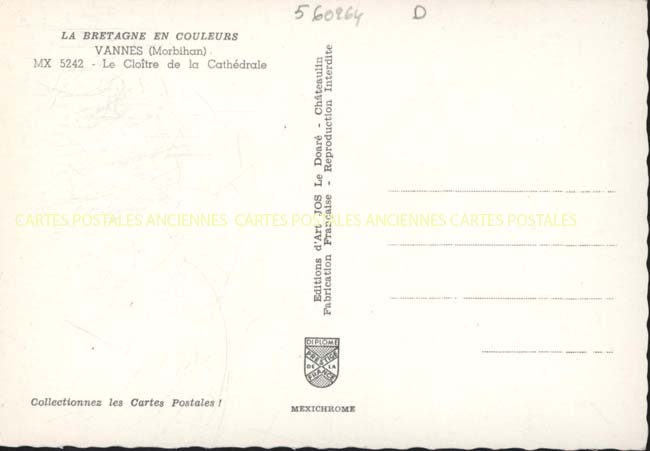 560264 D
LA BRETAGNE EN COULEURS
VANNES (Morbihan)
MX 5242 - Le Cloître de la Cathédrale
Editions d'Art JOS Le Doaré - Châteaulin
Fabrication Française - Reproduction Interdite
CARTES POSTALES ANCIENNES CARTES POSTALES ANCIENNES CARTES POSTALES
DIPLOME
PRESTIGE
DE LA
FRANCE
Collectionnez les Cartes Postales !
MEXICHROME